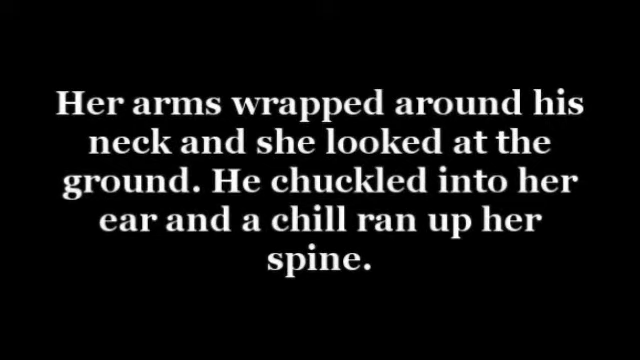 Her arms wrapped around his
neck and she looked at the
ground. He chuckled into her
ear and a chill ran up her
spine.